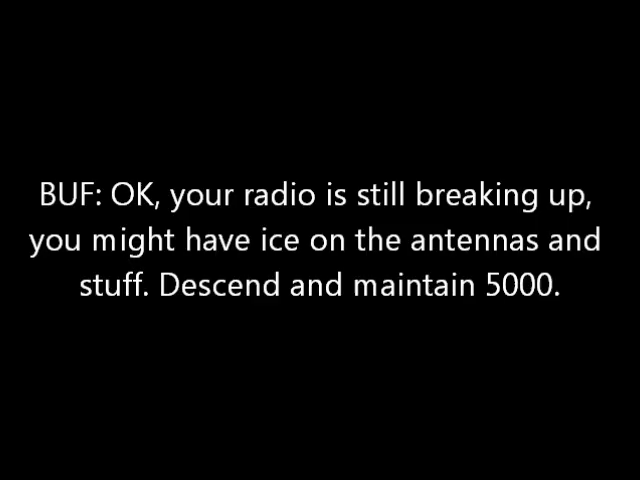 BUF: OK, your radio is still breaking up,
you might have ice on the antennas and
stuff. Descend and maintain 5000.